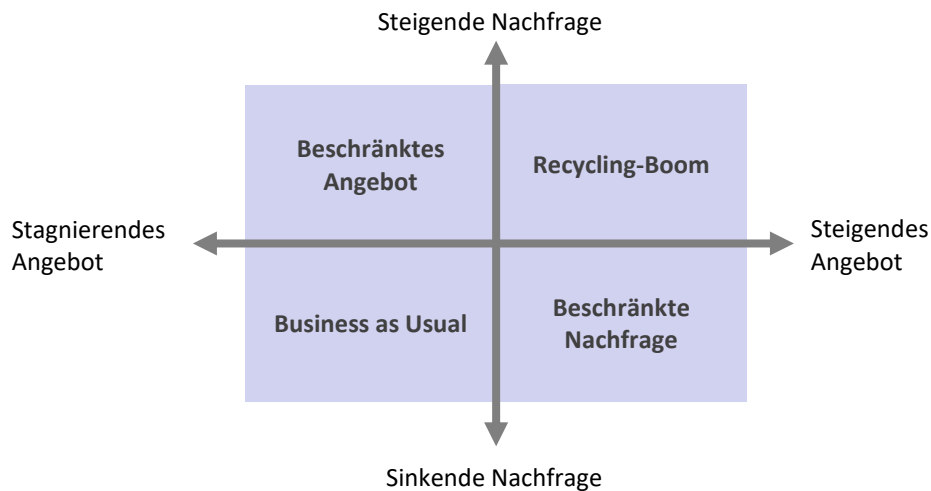 Steigende Nachfrage
Beschränktes
Angebot
Recycling-Boom
Stagnierendes
Angebot
Steigendes
Angebot
Business as Usual
Beschränkte
Nachfrage
Sinkende Nachfrage